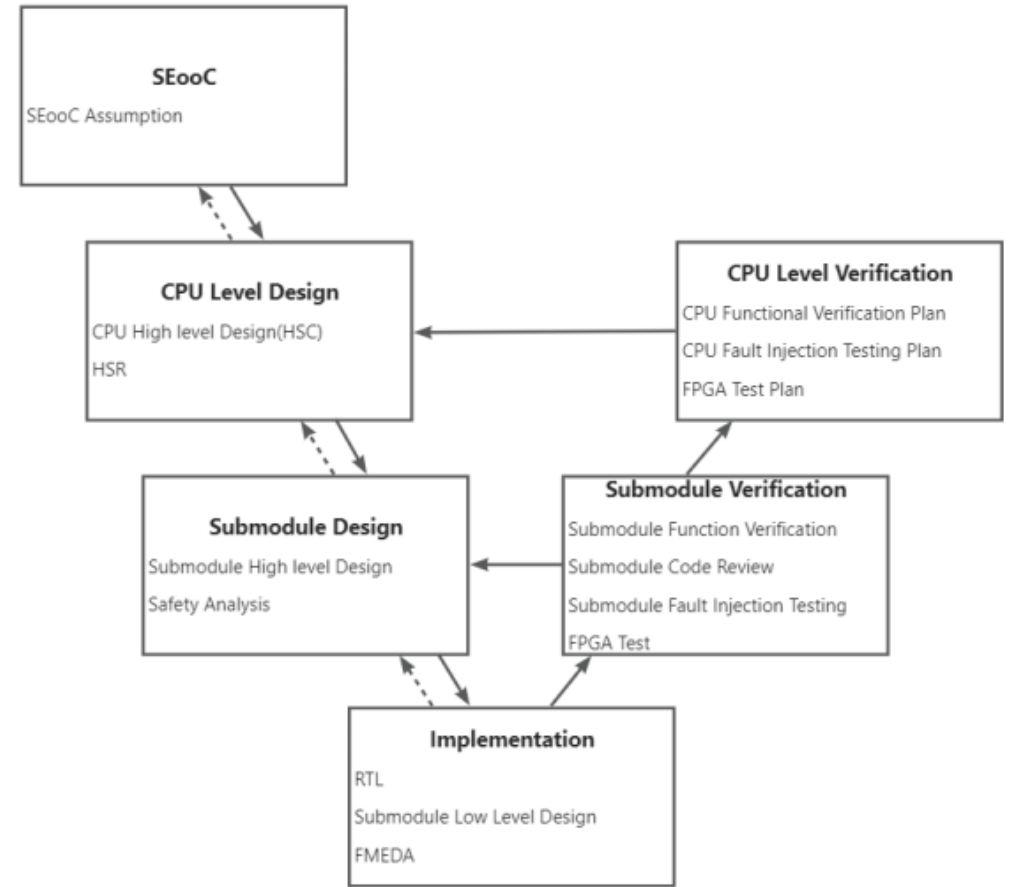 SEooC
SEooC Assumption
CPU Level Design
CPU High level Design(HSC)
HSR
CPU Level Verification
CPU Functional Verification Plan
CPU Fault Injection Testing Plan
FPGA Test Plan
Submodule Design
Submodule High level Design
Safety Analysis
Submodule Verification
Submodule Function Verification
Submodule Code Review
Submodule Fault Injection Testing
FPGA Test
Implementation
RTL
Submodule Low Level Design
FMEDA